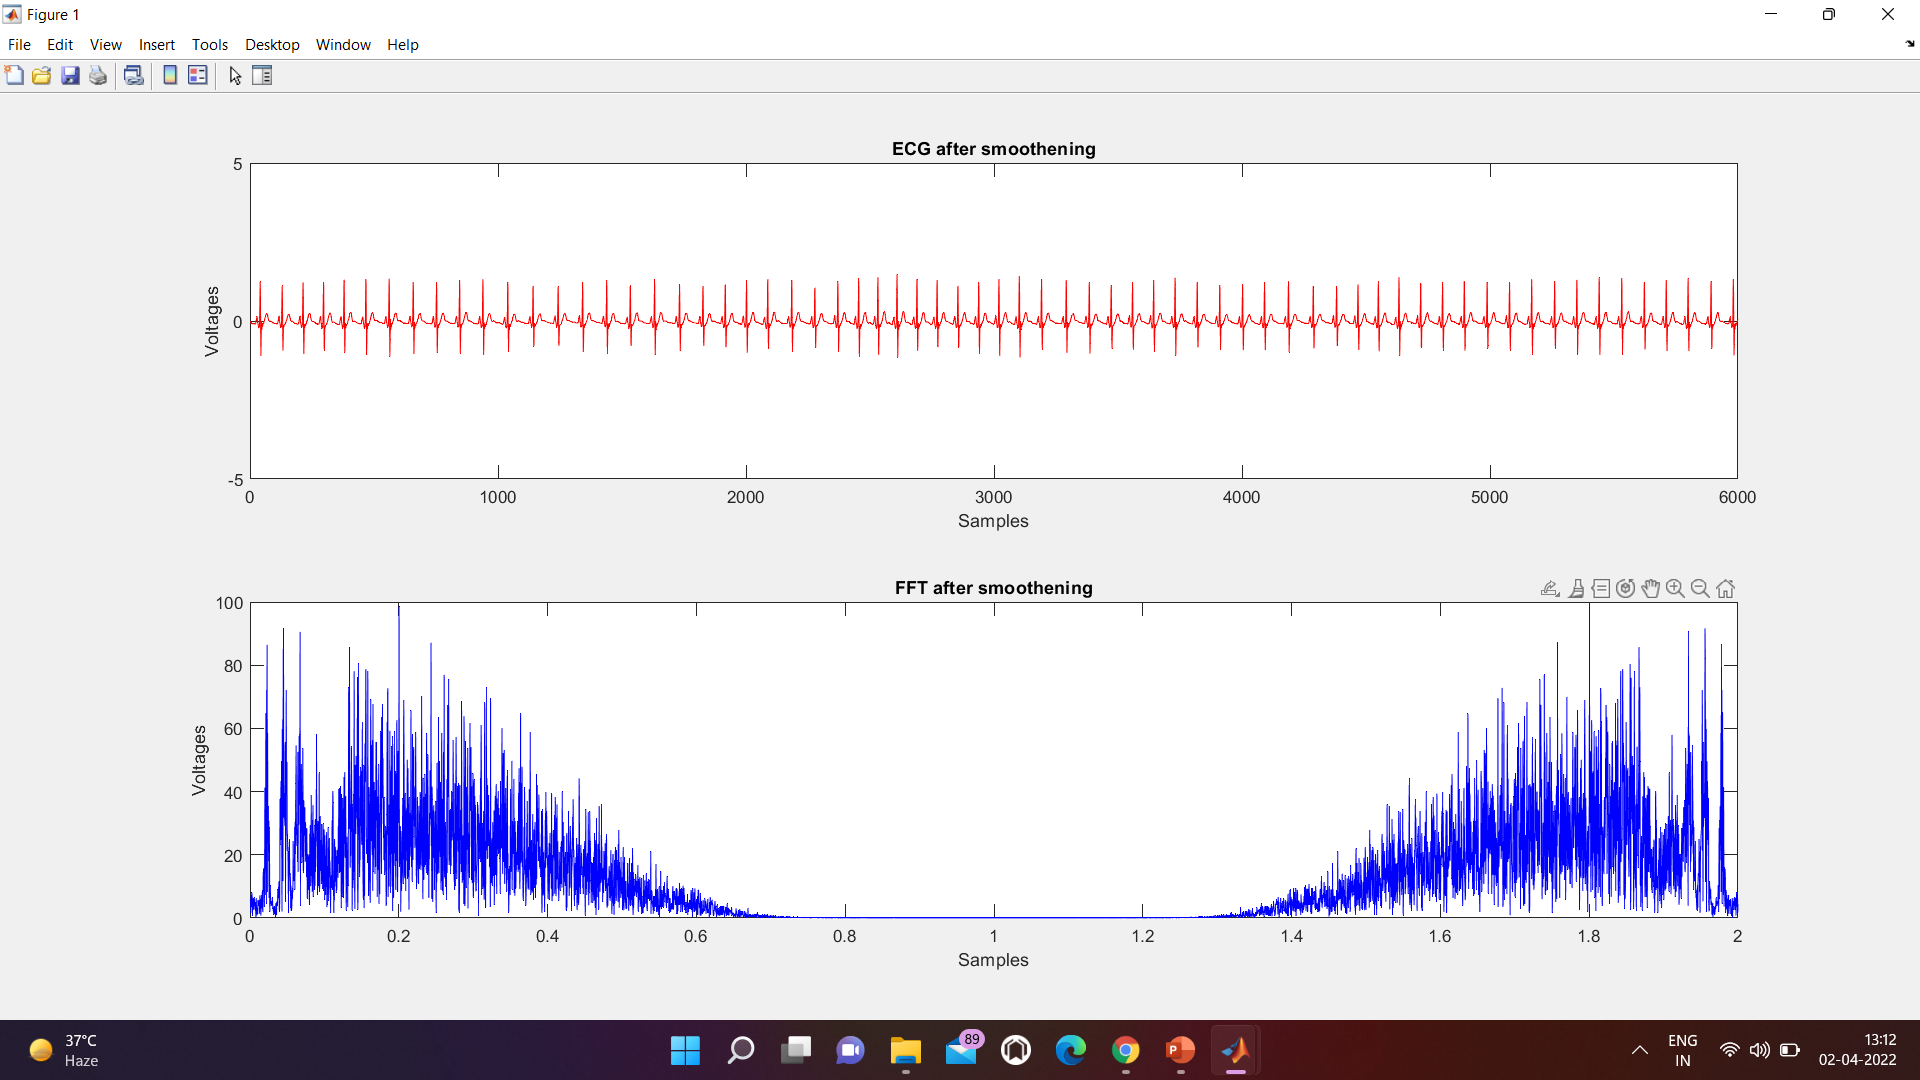 Figure 1
File Edit View Insert Tools Desktop Window Help
ECG after smoothening
5
0
-5
Voltages
0 1000 2000 3000 4000 5000 6000
Samples
FFT after smoothening
100
80
60
40
20
0
Voltages
0 0.2 0.4 0.6 0.8 1 1.2 1.4 1.6 1.8 2
Samples
37°C
Haze
89
P
ENG
IN
13:12
02-04-2022